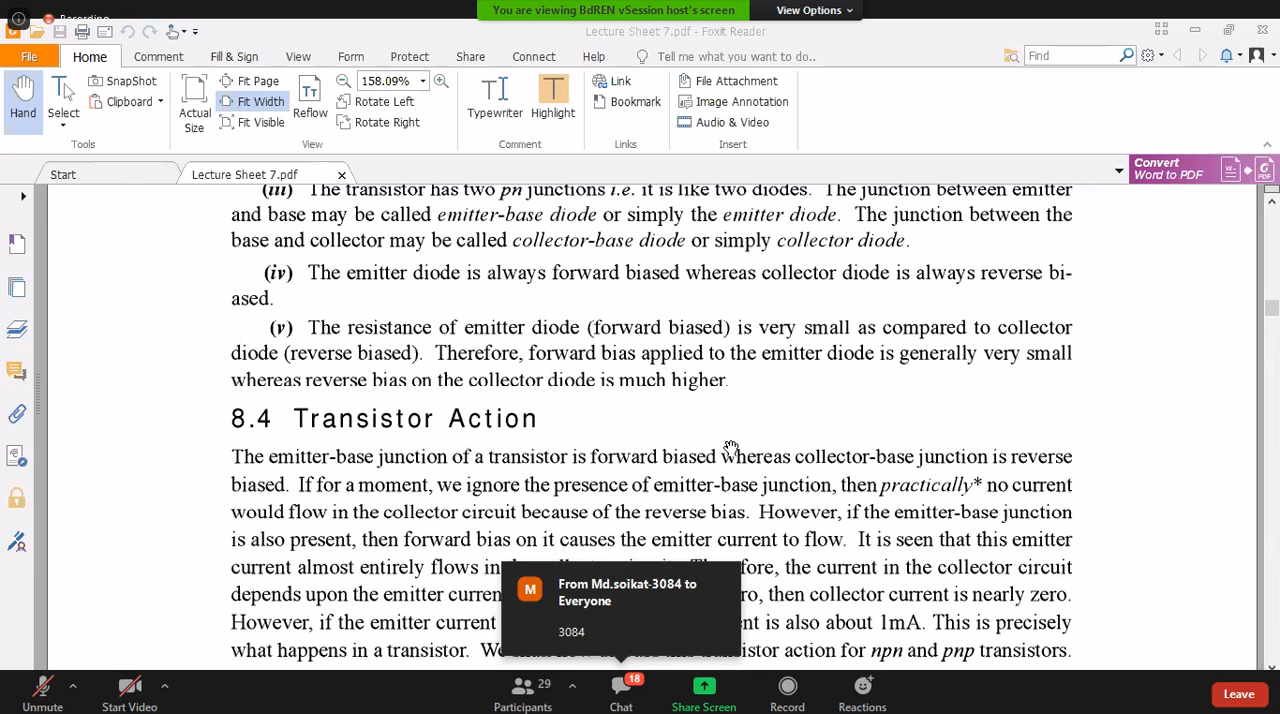 Recording
You are viewing BdREN vSession host's screen
View Options
Lecture Sheet 7.pdf - Foxit Reader
File Home Comment Fill & Sign View Form Protect Share Connect Help Tell me what you want to do.. Find
Hand
Select
SnapShot
Clipboard
Actual Size
Fit Page
Fit Width
Fit Visible
Reflow
158.09%
Rotate Left
Rotate Right
Typewriter
Highlight
Link
Bookmark
File Attachment
Image Annotation
Audio & Video
Tools View Comment Links Insert
Start
Lecture Sheet 7.pdf
Convert
Word to PDF
(iii) The transistor has two pn junctions i.e. it is like two diodes. The junction between emitter
and base may be called emitter-base diode or simply the emitter diode. The junction between the
base and collector may be called collector-base diode or simply collector diode.
(iv) The emitter diode is always forward biased whereas collector diode is always reverse bi-
ased.
(v) The resistance of emitter diode (forward biased) is very small as compared to collector
diode (reverse biased). Therefore, forward bias applied to the emitter diode is generally very small
whereas reverse bias on the collector diode is much higher.
8.4 Transistor Action
The emitter-base junction of a transistor is forward biased whereas collector-base junction is reverse
biased. If for a moment, we ignore the presence of emitter-base junction, then practically* no current
would flow in the collector circuit because of the reverse bias. However, if the emitter-base junction
is also present, then forward bias on it causes the emitter current to flow. It is seen that this emitter
current almost entirely flows in the current in the collector circuit
depends upon the emitter curren then collector current is nearly zero.
However, if the emitter current is also about 1mA. This is precisely
what happens in a transistor. transistor action for npn and pnp transistors.
M
From Md.soikat-3084 to
Everyone
3084
Unmute
Start Video
29
Participants
18
Chat
Share Screen
Record
Reactions
Leave